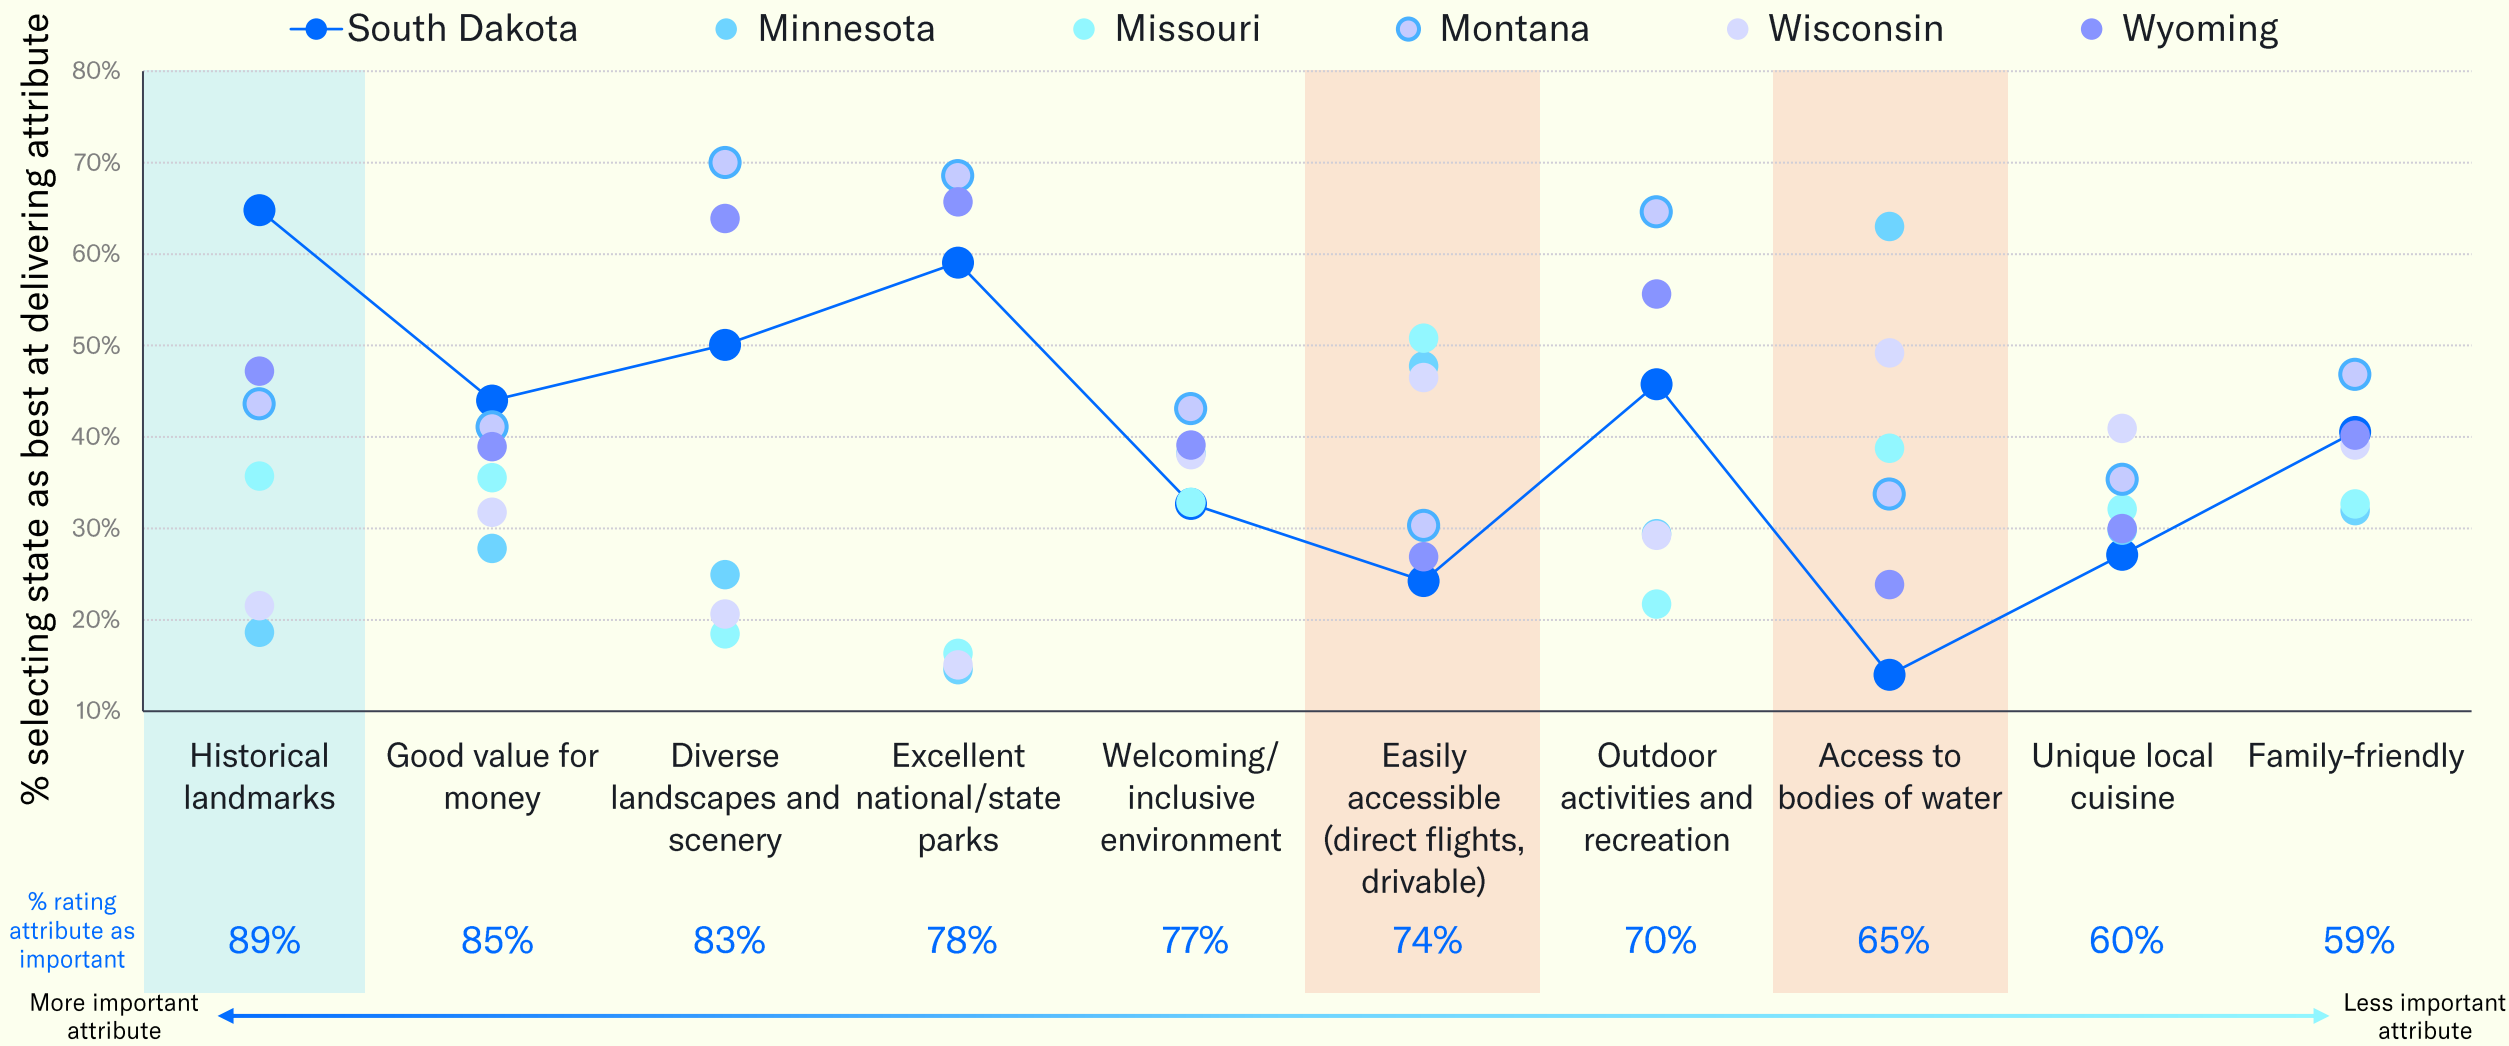 South Dakota
Minnesota
Missouri
Montana
Wisconsin
Wyoming
% selecting state as best at delivering attribute
80%
70%
60%
50%
40%
30%
20%
10%
Historical
landmarks
Good value for
money
Diverse
landscapes and
scenery
Excellent
national/state
parks
Welcoming/
inclusive
environment
Easily
accessible
(direct flights,
drivable)
Outdoor
activities and
recreation
Access to
bodies of water
Unique local
cuisine
Family-friendly
% rating
attribute as
important
89%
85%
83%
78%
77%
74%
70%
65%
60%
59%
More important
attribute
Less important
attribute